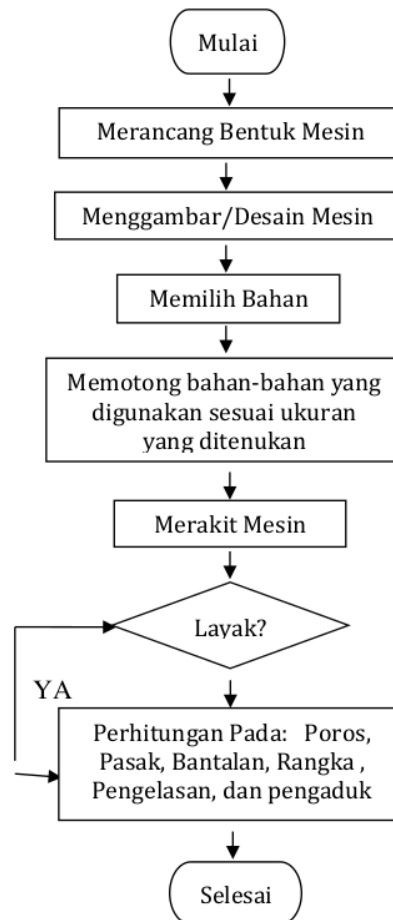 Mulai
Merancang Bentuk Mesin
Menggambar/Desain Mesin
Memilih Bahan
Memotong bahan-bahan yang
digunakan sesuai ukuran
yang ditenukan
Merakit Mesin
Layak?
YA
Perhitungan Pada: Poros,
Pasak, Bantalan, Rangka ,
Pengelasan, dan pengaduk
Selesai